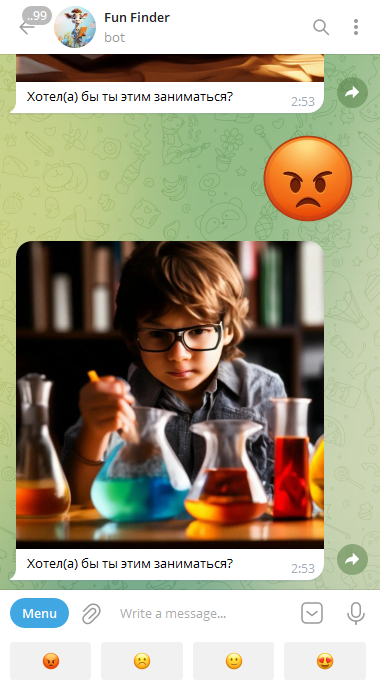 ..99
Fun Finder
bot
Хотел(а) бы ты этим заниматься?
2:53
Хотел(а) бы ты этим заниматься?
2:53
Menu
Write a message...